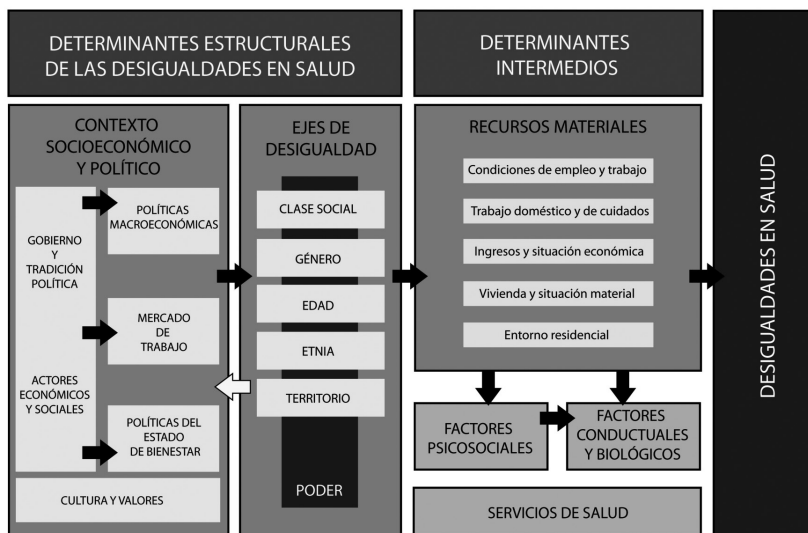 DETERMINANTES ESTRUCTURALES
DE LAS DESIGUALDADES EN SALUD
DETERMINANTES
INTERMEDIOS
CONTEXTO
SOCIOECONÓMICO
Y POLÍTICO
GOBIERNO
Y
TRADICIÓN
POLÍTICA
ACTORES
ECONÓMICOS
Y SOCIALES
POLÍTICAS
MACROECONÓMICAS
MERCADO
DE
TRABAJO
POLÍTICAS DEL
ESTADO
DE BIENESTAR
CULTURA Y VALORES
EJES DE
DESIGUALDAD
CLASE SOCIAL
GÉNERO
EDAD
ETNIA
TERRITORIO
PODER
RECURSOS MATERIALES
Condiciones de empleo y trabajo
Trabajo doméstico y de cuidados
Ingresos y situación económica
Vivienda y situación material
Entorno residencial
FACTORES
PSICOSOCIALES
FACTORES
CONDUCTUALES
Y BIOLÓGICOS
SERVICIOS DE SALUD
DESIGUALDADES EN SALUD